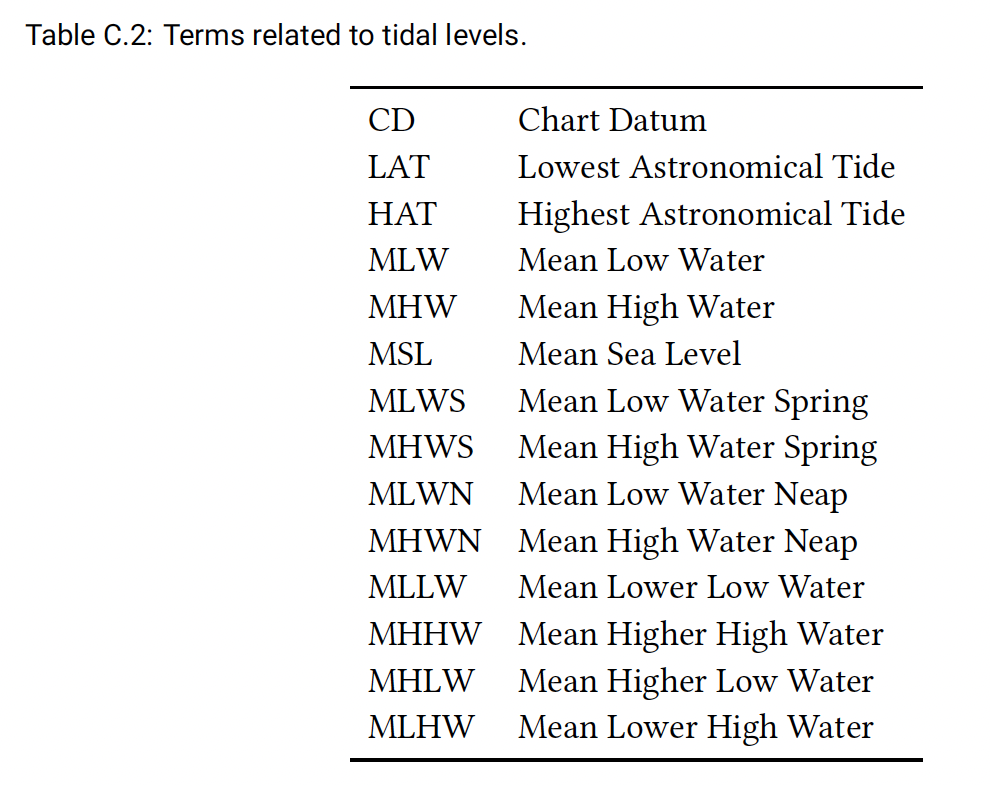 Table C.2: Terms related to tidal levels.
CD Chart Datum
LAT Lowest Astronomical Tide
HAT Highest Astronomical Tide
MLW Mean Low Water
MHW Mean High Water
MSL Mean Sea Level
MLWS Mean Low Water Spring
MHWS Mean High Water Spring
MLWN Mean Low Water Neap
MHWN Mean High Water Neap
MLLW Mean Lower Low Water
MHHW Mean Higher High Water
MHLW Mean Higher Low Water
MLHW Mean Lower High Water